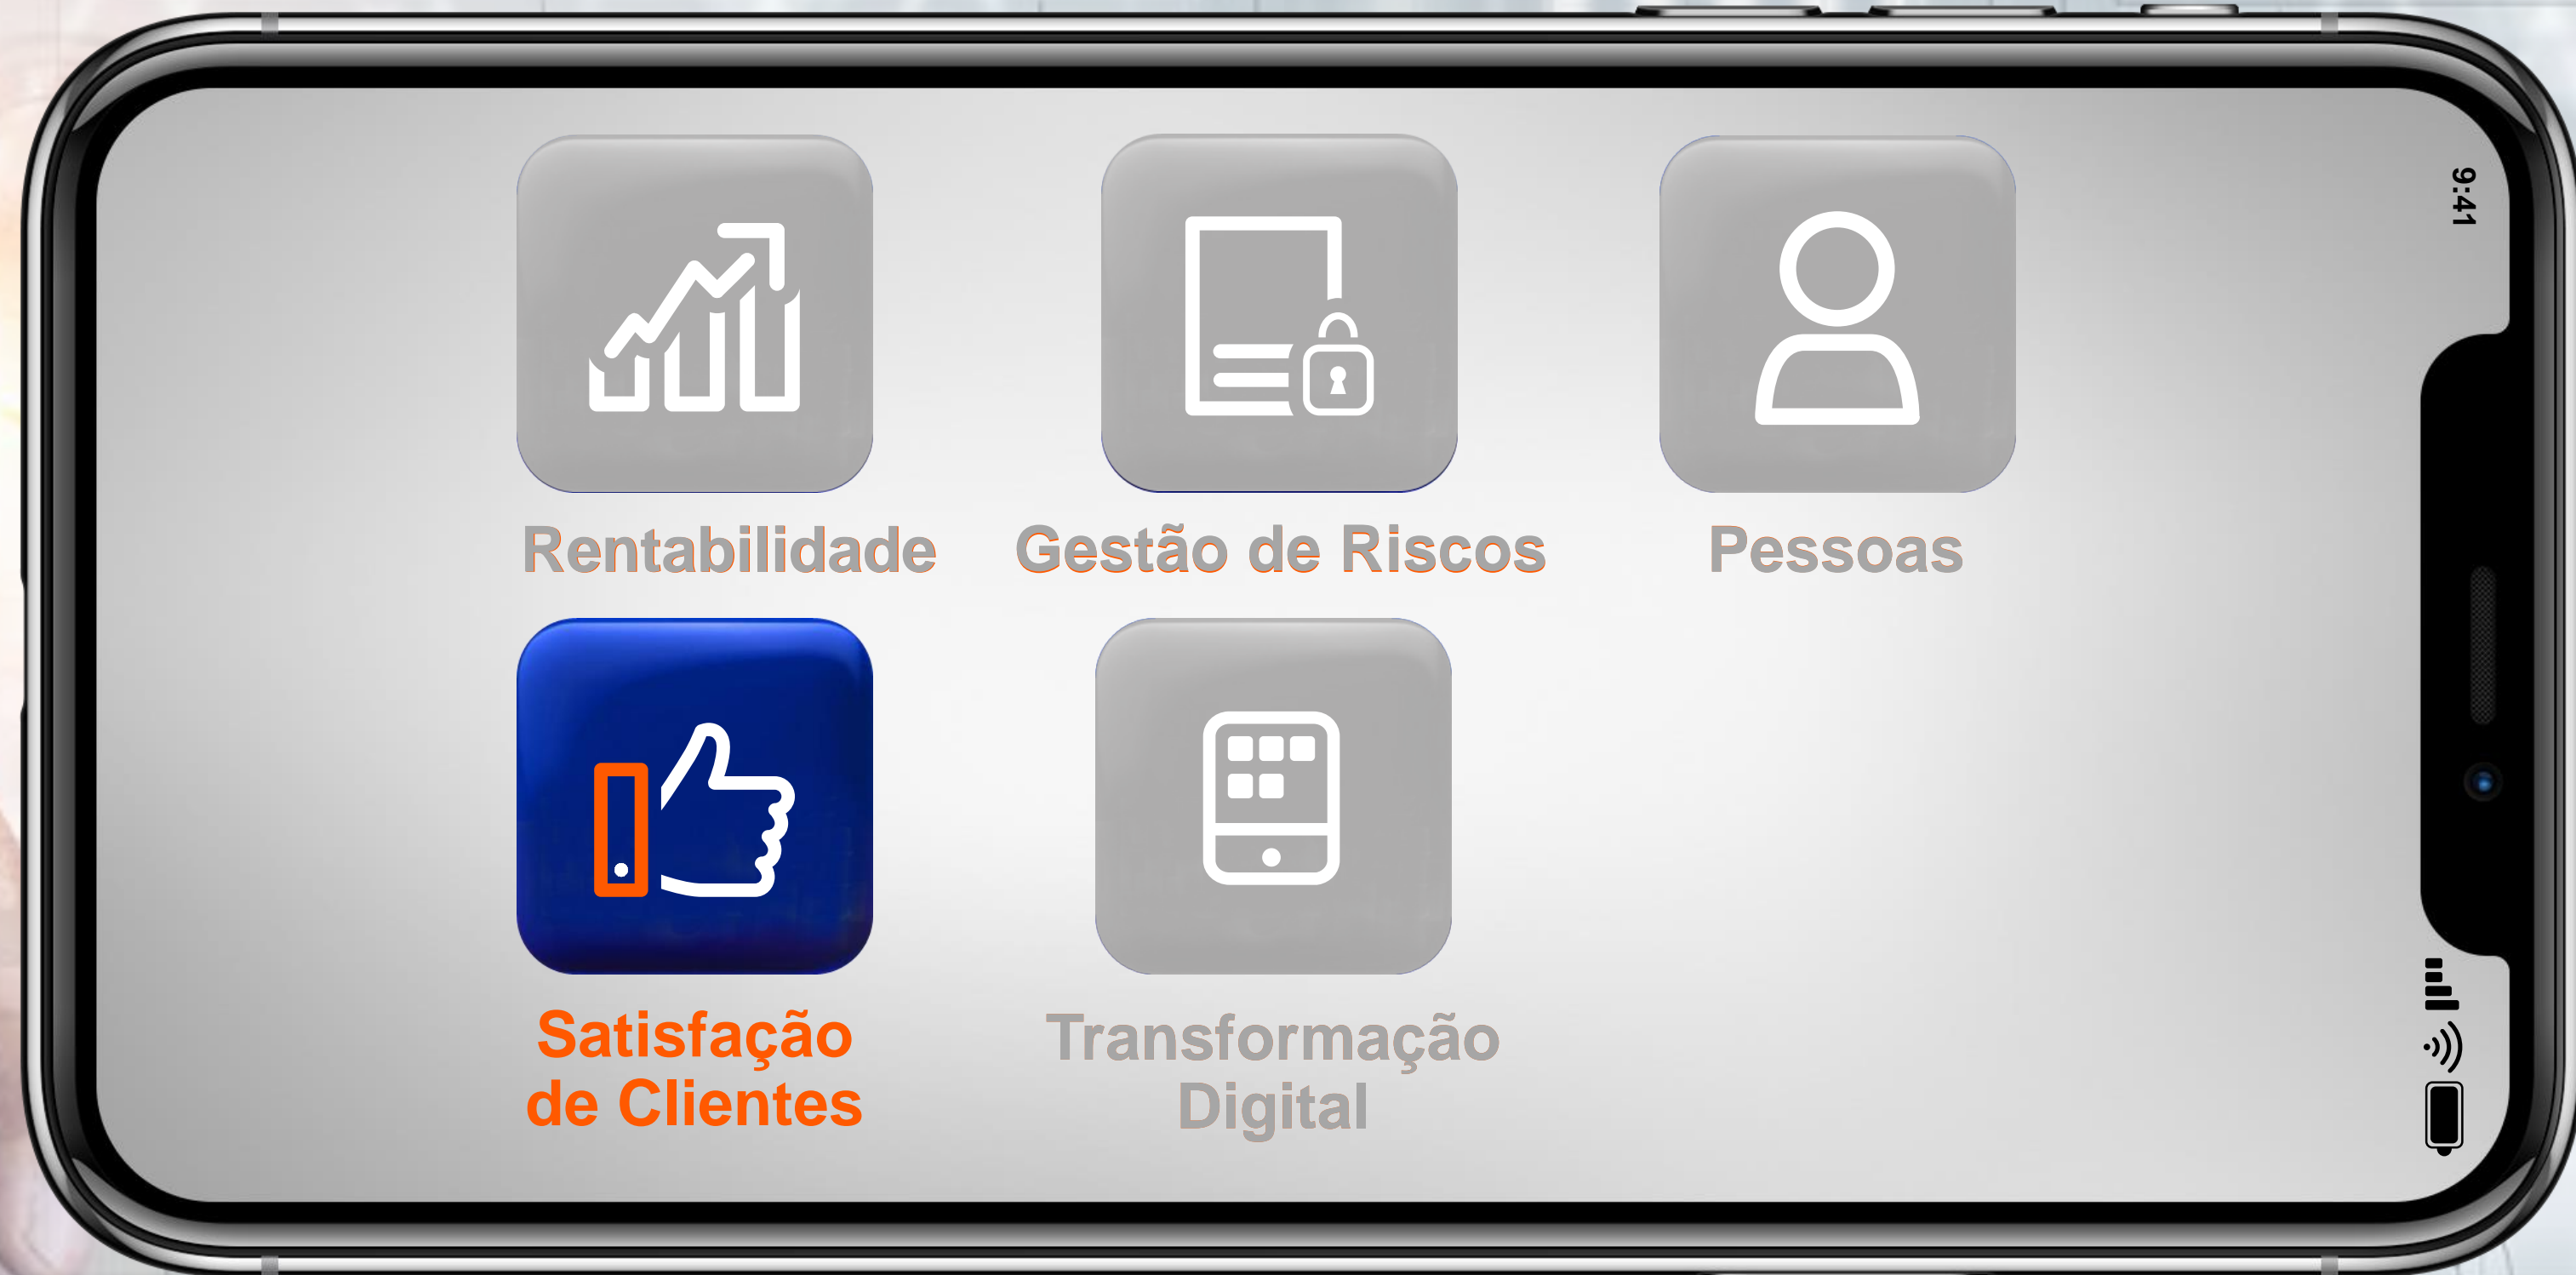 9:41
Rentabilidade
Gestão de Riscos
Pessoas
Satisfação
de Clientes
Transformação
Digital